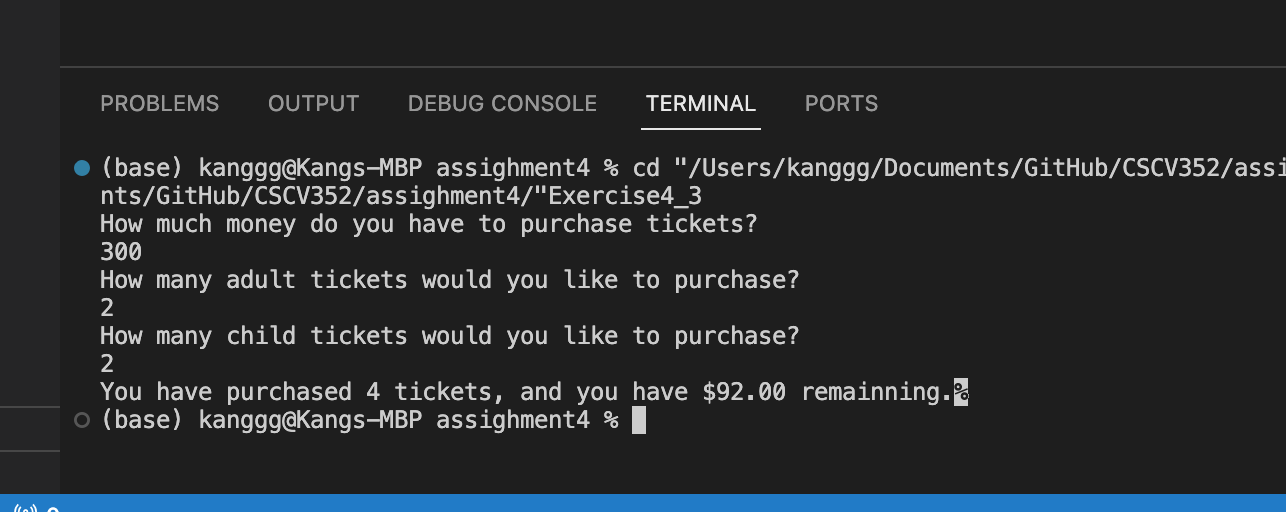 PROBLEMS OUTPUT DEBUG CONSOLE TERMINAL PORTS
(base) kanggg@Kangs-MBP assighment4 % cd "/Users/kanggg/Documents/GitHub/CSCV352/assi
nts/GitHub/CSCV352/assighment4/"Exercise4_3
How much money do you have to purchase tickets?
300
How many adult tickets would you like to purchase?
2
How many child tickets would you like to purchase?
2
You have purchased 4 tickets, and you have $92.00 remainning.%
(base) kanggg@Kangs-MBP assighment4 %